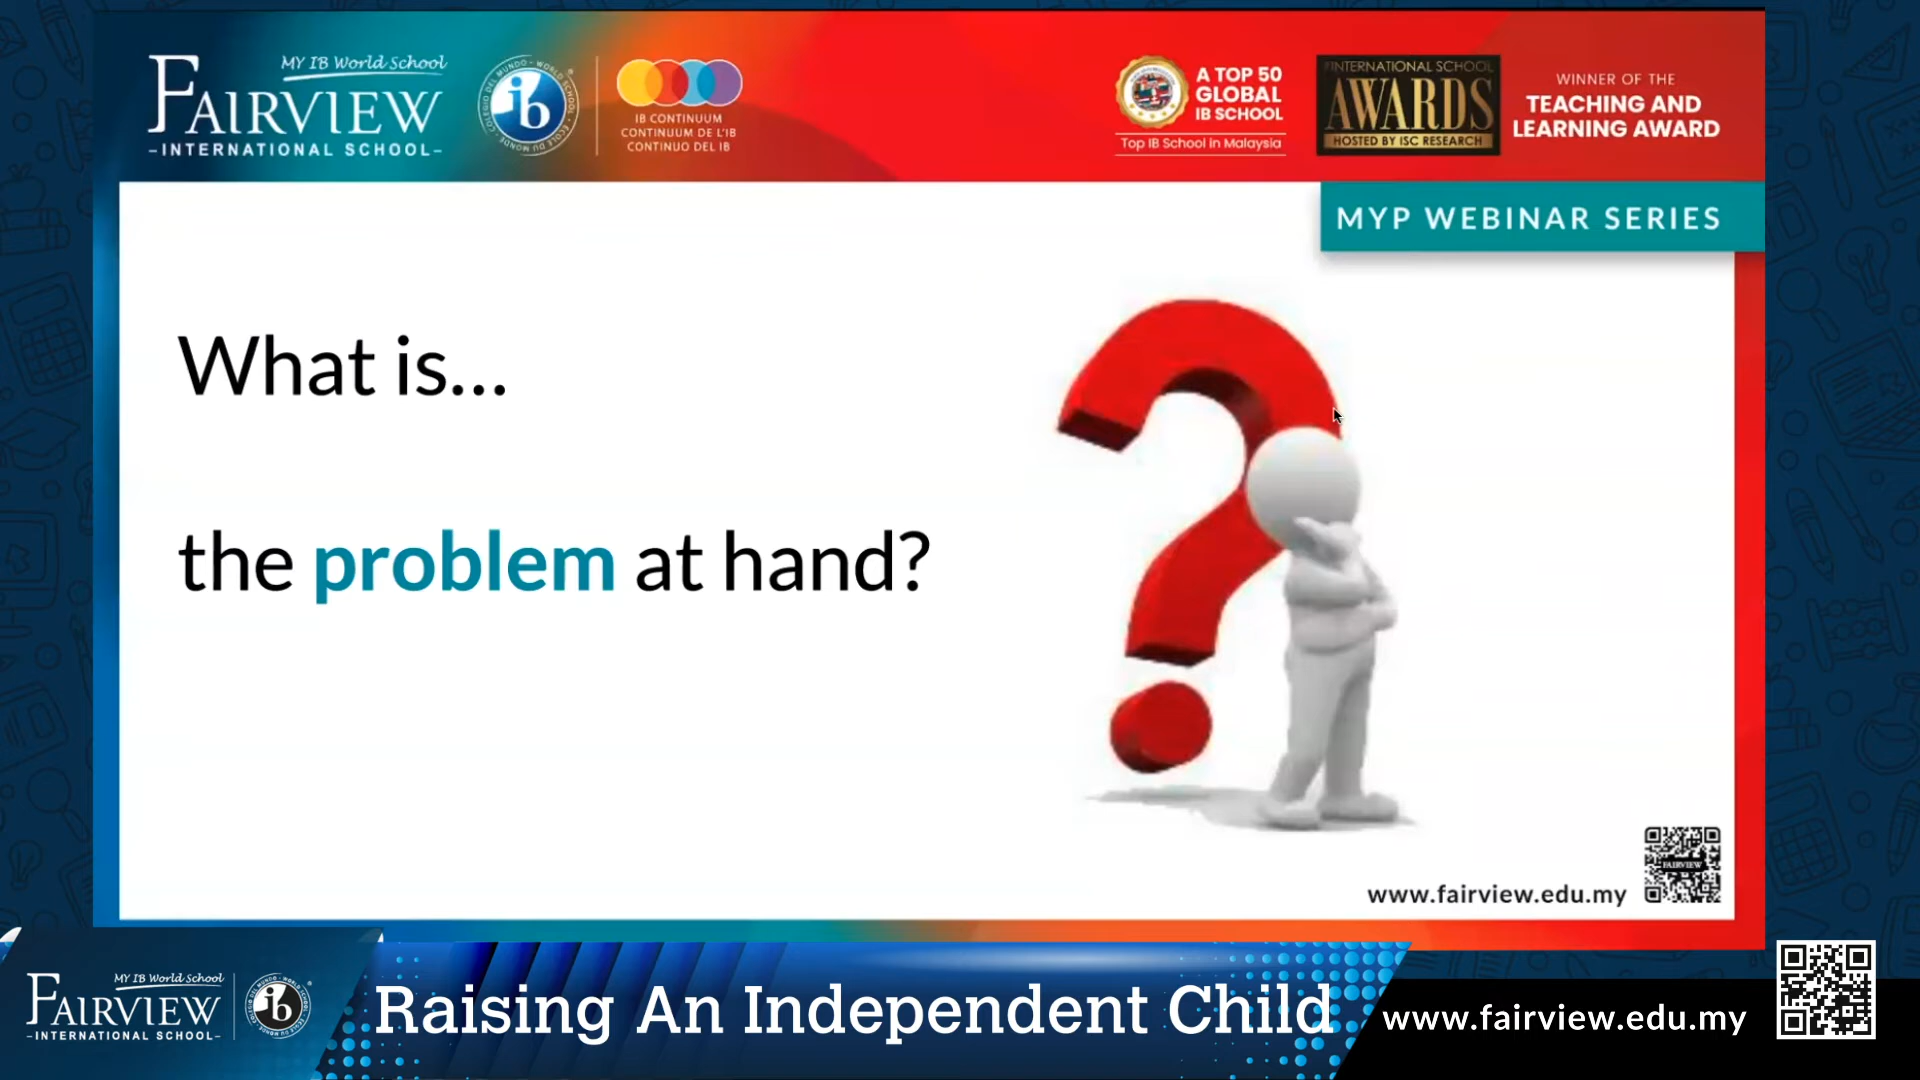 MY IB World School
FAIRVIEW
-INTERNATIONAL SCHOOL-
ib
IB CONTINUUM
CONTINUUM DE L'IB
CONTINUO DEL IB
A TOP 50
GLOBAL
IB SCHOOL
Top IB School in Malaysia
INTERNATIONAL SCHOOL
AWARDS
HOSTED BY ISC RESEARCH
WINNER OF THE
TEACHING AND
LEARNING AWARD
MYP WEBINAR SERIES
What is...
the problem at hand?
FAIRVIEW
www.fairview.edu.my
MY IB World School
FAIRVIEW
-INTERNATIONAL SCHOOL-
ib
Raising An Independent Child
www.fairview.edu.my